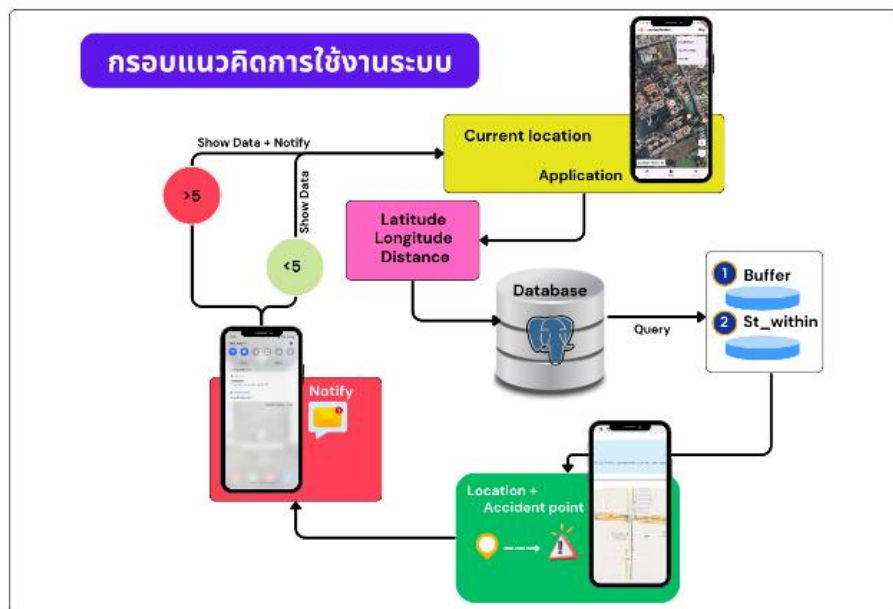 กรอบแนวคิดการใช้งานระบบ
Current location
Application
Show Data + Notify
>5
Show Data
<5
Latitude
Longitude
Distance
Database
Query
1 Buffer
2 St_within
Notify
Location +
Accident point